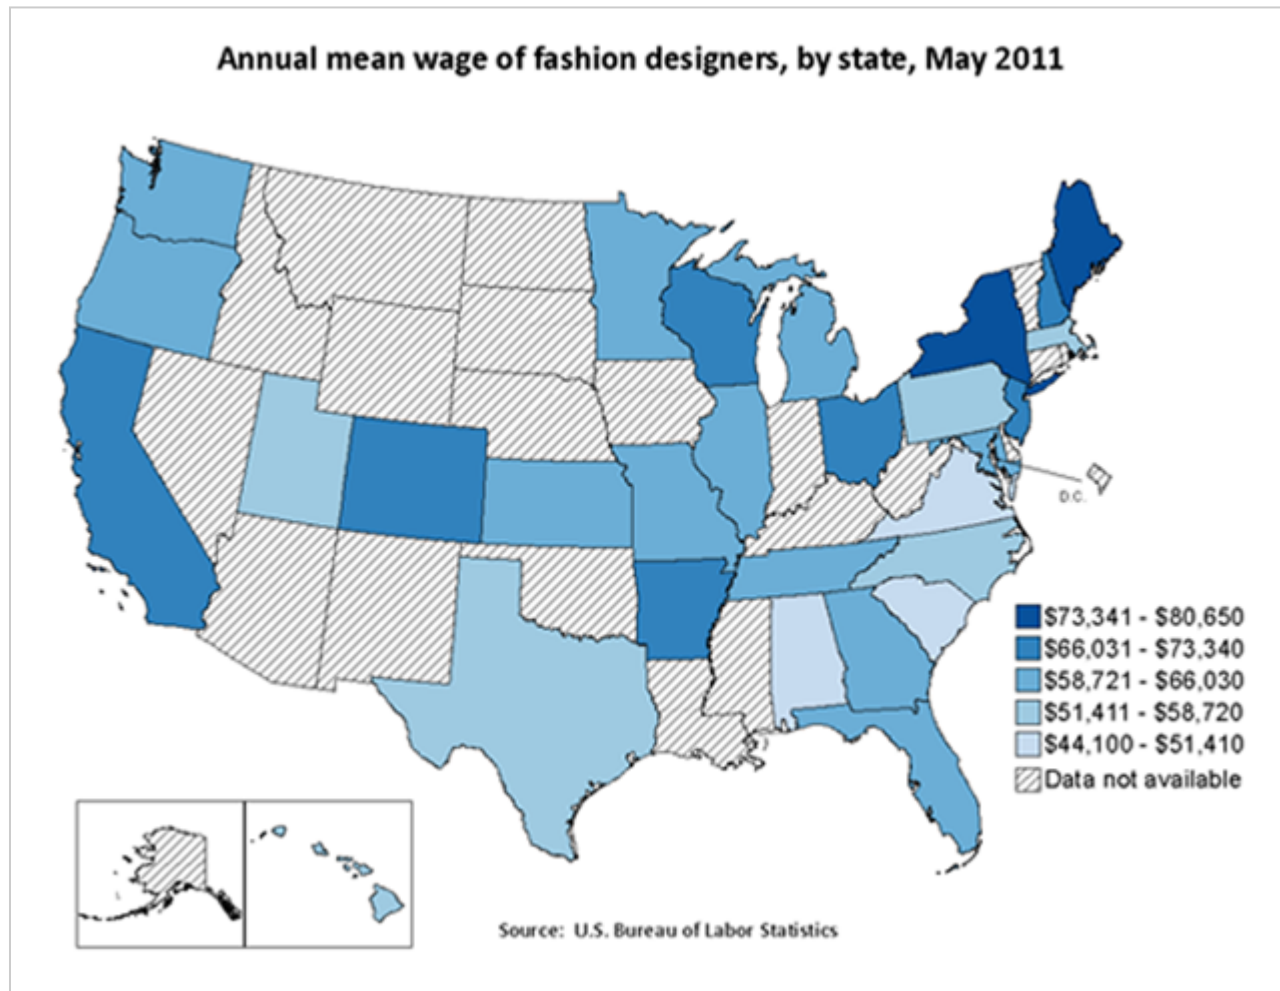 Annual mean wage of fashion designers, by state, May 2011
D.C.
$73,341 - $80,650
$66,031 - $73,340
$58,721 - $66,030
$51,411 - $58,720
$44,100 - $51,410
Data not available
Source:  U.S. Bureau of Labor Statistics